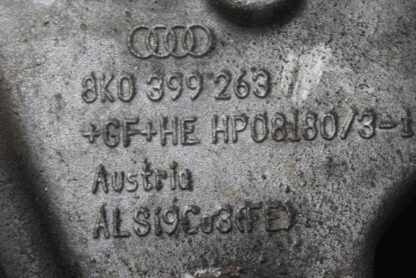 8K0 399 263
+GF+HE HP08180/3-1
Austria
ALSI9Cu3(FE)